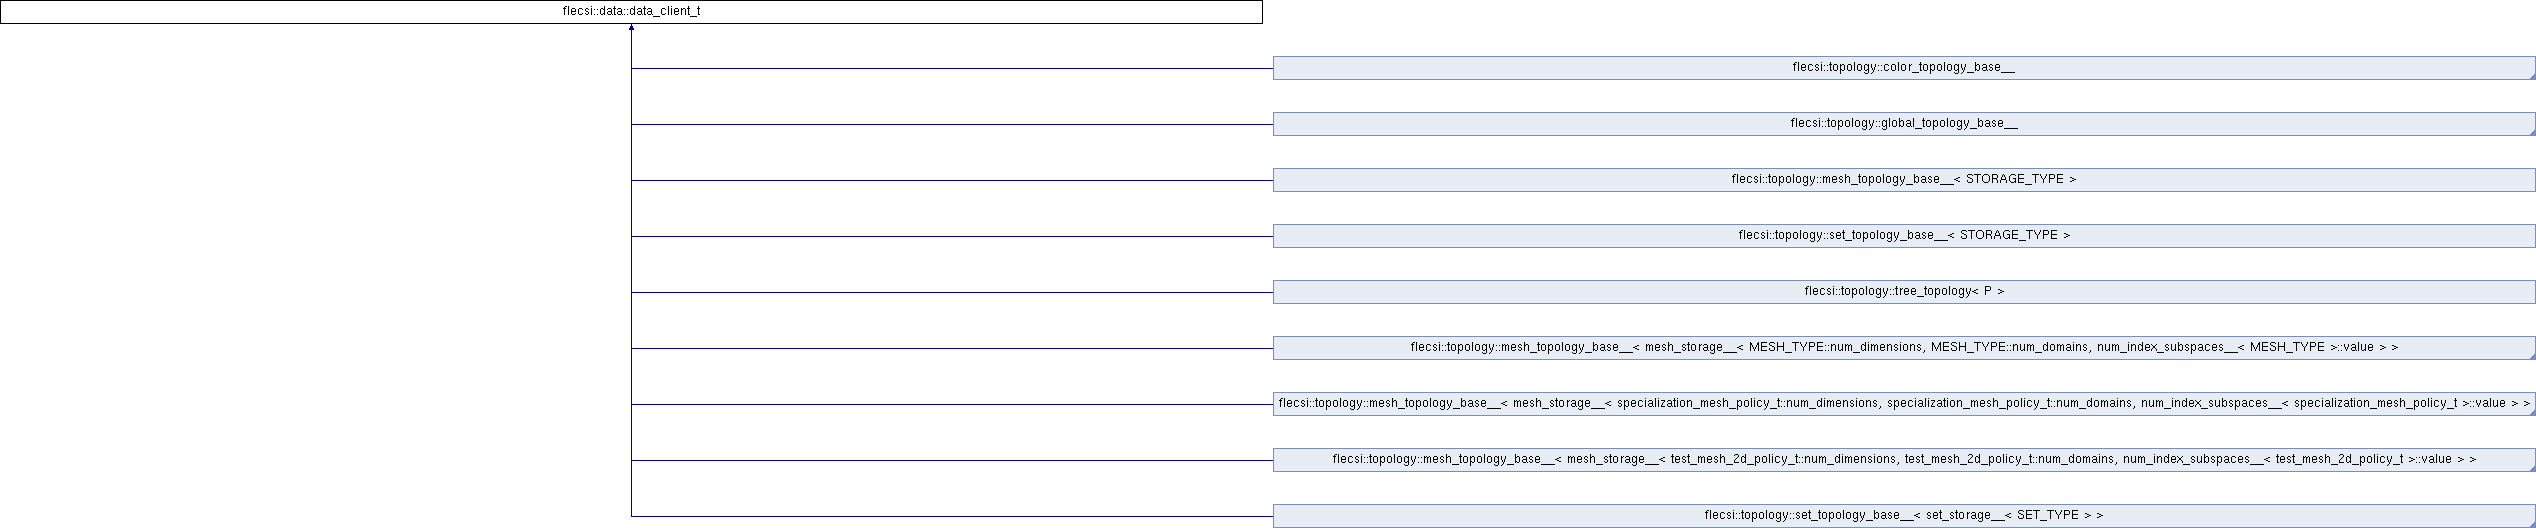 flecsi::data::data_client_t
flecsi::topology::color_topology_base__
flecsi::topology::global_topology_base__
flecsi::topology::mesh_topology_base__< STORAGE_TYPE >
flecsi::topology::set_topology_base__< STORAGE_TYPE >
flecsi::topology::tree_topology< P >
flecsi::topology::mesh_topology_base__< mesh_storage__< MESH_TYPE::num_dimensions, MESH_TYPE::num_domains, num_index_subspaces__< MESH_TYPE >::value > >
flecsi::topology::mesh_topology_base__< mesh_storage__< specialization_mesh_policy_t::num_dimensions, specialization_mesh_policy_t::num_domains, num_index_subspaces__< specialization_mesh_policy_t >::value > >
flecsi::topology::mesh_topology_base__< mesh_storage__< test_mesh_2d_policy_t::num_dimensions, test_mesh_2d_policy_t::num_domains, num_index_subspaces__< test_mesh_2d_policy_t >::value > >
flecsi::topology::set_topology_base__< set_storage__< SET_TYPE > >